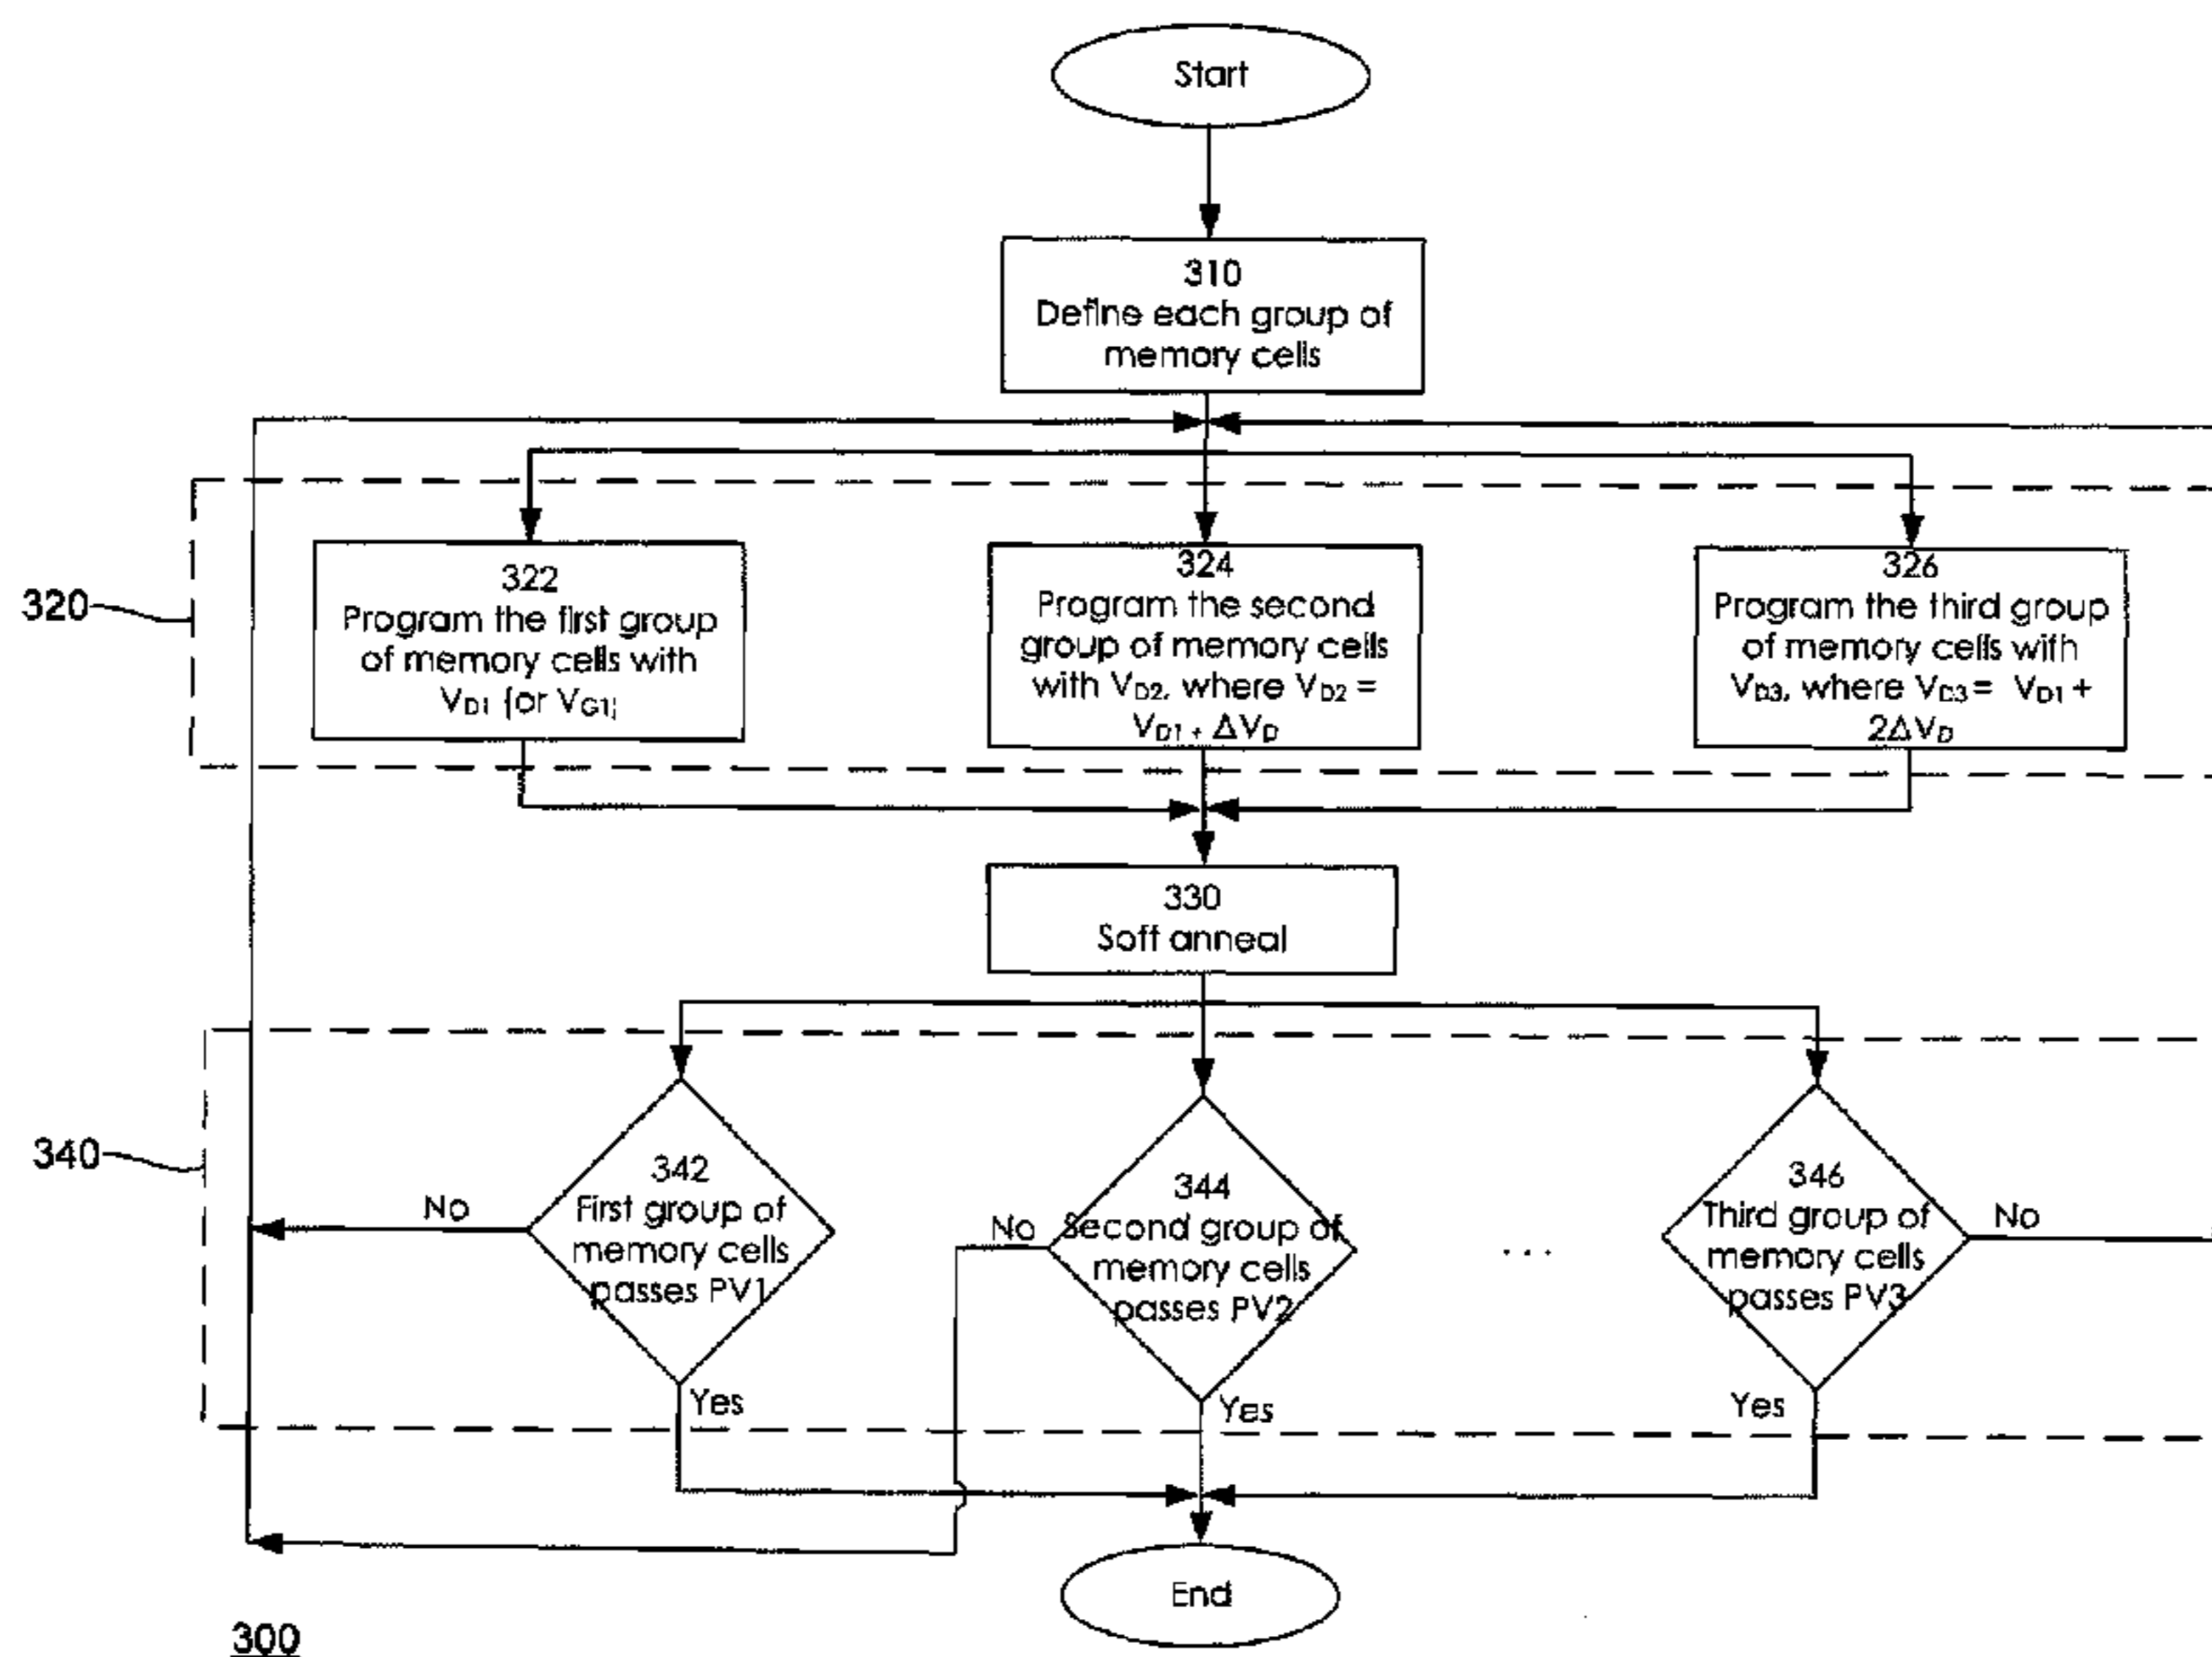 Start
310
Define each group of
memory cells
320
322
Program the first group
of memory cells with
VD1 (or VG1)
324
Program the second
group of memory cells
with VD2, where VD2 =
VD1 + ΔVD
326
Program the third group
of memory cells with
VD3, where VD3 = VD1 +
2ΔVD
330
Soft anneal
340
342
First group of
memory cells
passes PV1
No
Yes
344
Second group of
memory cells
passes PV2
No
Yes
...
346
Third group of
memory cells
passes PV3
No
Yes
End
300